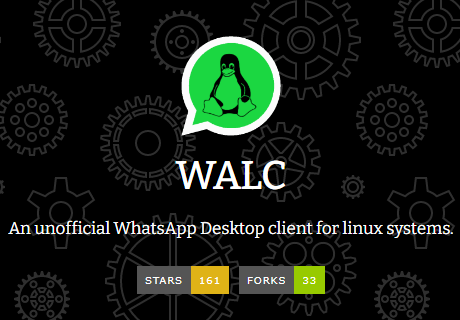 WALC
An unofficial WhatsApp Desktop client for linux systems.
STARS 161 FORKS 33